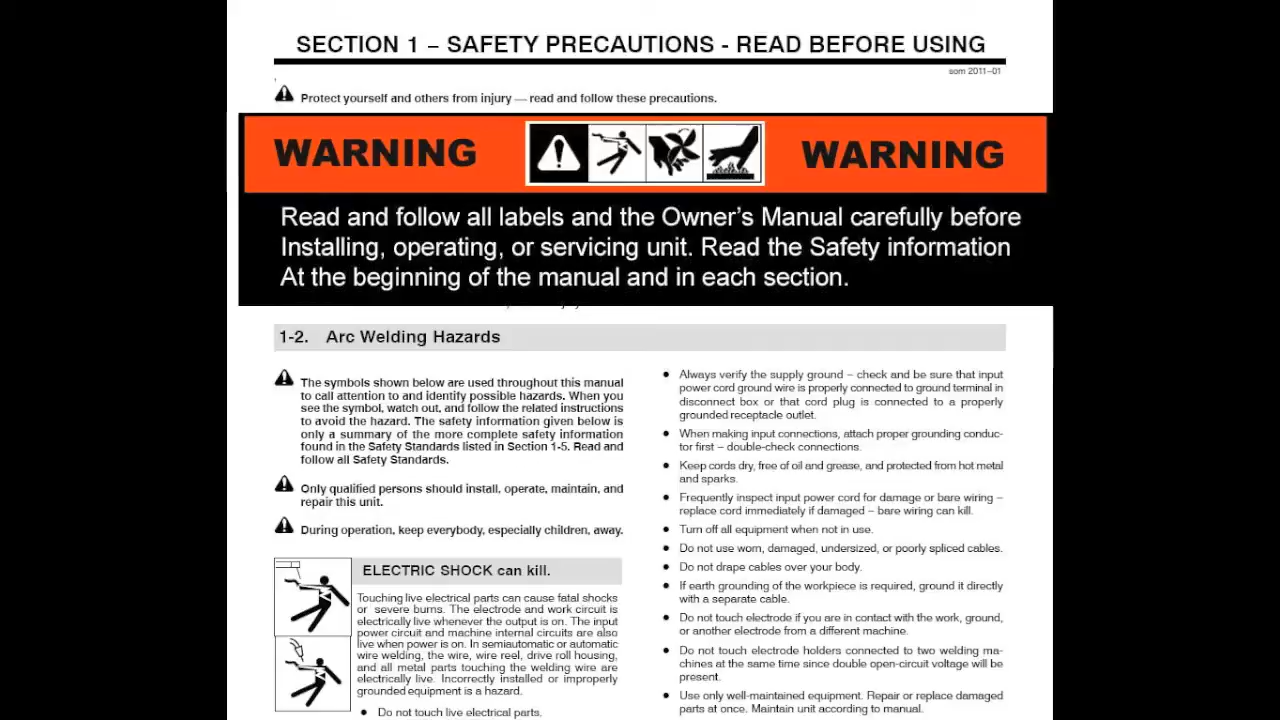 SECTION 1 – SAFETY PRECAUTIONS - READ BEFORE USING
som 2011–01
Protect yourself and others from injury — read and follow these precautions.
WARNING
WARNING
Read and follow all labels and the Owner's Manual carefully before
Installing, operating, or servicing unit. Read the Safety information
At the beginning of the manual and in each section.
1-2. Arc Welding Hazards
The symbols shown below are used throughout this manual
to call attention to and identify possible hazards. When you
see the symbol, watch out, and follow the related instructions
to avoid the hazard. The safety information given below is
only a summary of the more complete safety information
found in the Safety Standards listed in Section 1-5. Read and
follow all Safety Standards.
Only qualified persons should install, operate, maintain, and
repair this unit.
During operation, keep everybody, especially children, away.
ELECTRIC SHOCK can kill.
Touching live electrical parts can cause fatal shocks
or severe burns. The electrode and work circuit is
electrically live whenever the output is on. The input
power circuit and machine internal circuits are also
live when power is on. In semiautomatic or automatic
wire welding, the wire, wire reel, drive roll housing,
and all metal parts touching the welding wire are
electrically live. Incorrectly installed or improperly
grounded equipment is a hazard.
● Do not touch live electrical parts.
● Always verify the supply ground – check and be sure that input
power cord ground wire is properly connected to ground terminal in
disconnect box or that cord plug is connected to a properly
grounded receptacle outlet.
● When making input connections, attach proper grounding conduc-
tor first – double-check connections.
● Keep cords dry, free of oil and grease, and protected from hot metal
and sparks.
● Frequently inspect input power cord for damage or bare wiring –
replace cord immediately if damaged – bare wiring can kill.
● Turn off all equipment when not in use.
● Do not use worn, damaged, undersized, or poorly spliced cables.
● Do not drape cables over your body.
● If earth grounding of the workpiece is required, ground it directly
with a separate cable.
● Do not touch electrode if you are in contact with the work, ground,
or another electrode from a different machine.
● Do not touch electrode holders connected to two welding ma-
chines at the same time since double open-circuit voltage will be
present.
● Use only well-maintained equipment. Repair or replace damaged
parts at once. Maintain unit according to manual.